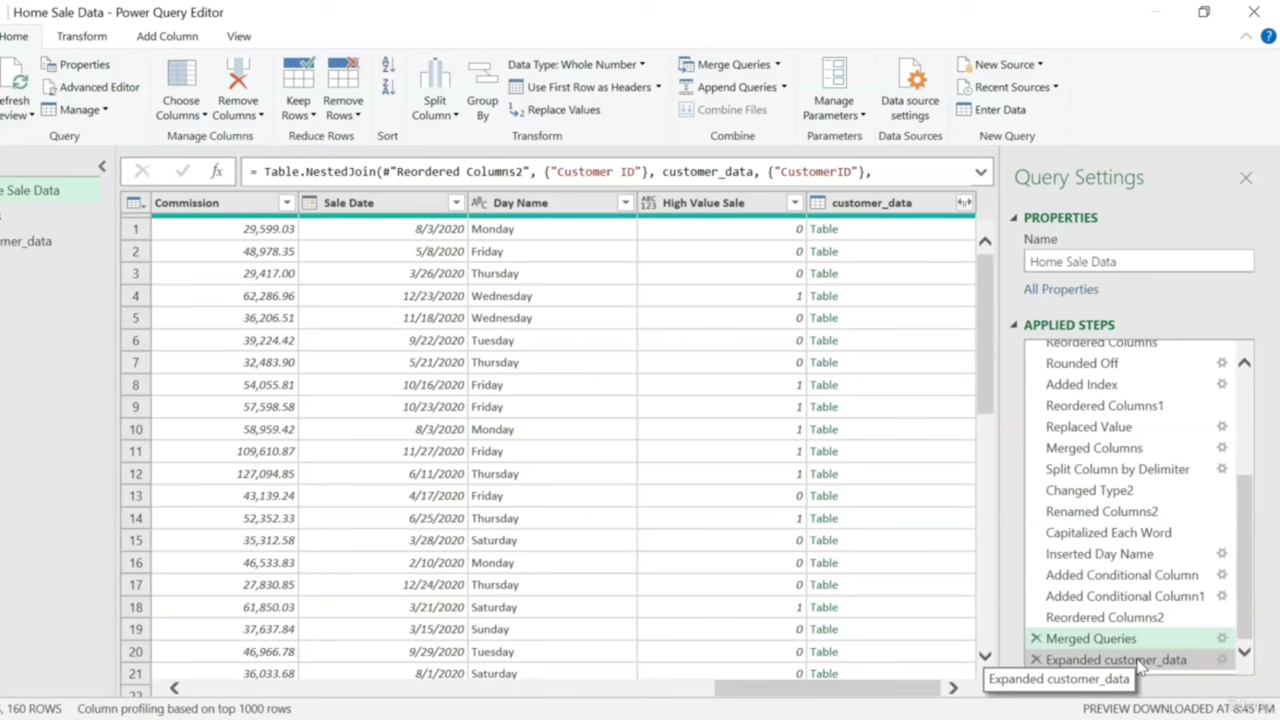 Home Sale Data - Power Query Editor
Home Transform Add Column View
Properties
Advanced Editor
Manage
Query
Choose Columns
Remove Columns
Manage Columns
Keep Rows
Remove Rows
Reduce Rows
Sort
Split Column
Group By
Data Type: Whole Number
Use First Row as Headers
Replace Values
Transform
Merge Queries
Append Queries
Combine Files
Combine
Manage Parameters
Parameters
Data source settings
Data Sources
New Source
Recent Sources
Enter Data
New Query
e Sale Data
mer_data
fx = Table.NestedJoin(#"Reordered Columns2", {"Customer ID"}, customer_data, {"CustomerID"},
Commission Sale Date Day Name High Value Sale customer_data
1 29,599.03 8/3/2020 Monday 0 Table
2 48,978.35 5/8/2020 Friday 0 Table
3 29,417.00 3/26/2020 Thursday 0 Table
4 62,286.96 12/23/2020 Wednesday 1 Table
5 36,206.51 11/18/2020 Wednesday 0 Table
6 39,224.42 9/22/2020 Tuesday 0 Table
7 32,483.90 5/21/2020 Thursday 0 Table
8 54,055.81 10/16/2020 Friday 1 Table
9 57,598.58 10/23/2020 Friday 1 Table
10 58,959.42 8/3/2020 Monday 1 Table
11 109,610.87 11/27/2020 Friday 1 Table
12 127,094.85 6/11/2020 Thursday 1 Table
13 43,139.24 4/17/2020 Friday 0 Table
14 52,352.33 6/25/2020 Thursday 1 Table
15 35,312.58 3/28/2020 Saturday 0 Table
16 46,533.83 2/10/2020 Monday 0 Table
17 27,830.85 12/24/2020 Thursday 0 Table
18 61,850.03 3/21/2020 Saturday 1 Table
19 37,637.84 3/15/2020 Sunday 0 Table
20 46,966.78 9/29/2020 Tuesday 0 Table
21 36,033.68 8/1/2020 Saturday 0 Table
22
Query Settings
PROPERTIES
Name
Home Sale Data
All Properties
APPLIED STEPS
Reordered Columns
Rounded Off
Added Index
Reordered Columns1
Replaced Value
Merged Columns
Split Column by Delimiter
Changed Type2
Renamed Columns2
Capitalized Each Word
Inserted Day Name
Added Conditional Column
Added Conditional Column1
Reordered Columns2
Merged Queries
Expanded customer_data
Expanded customer_data
, 160 ROWS Column profiling based on top 1000 rows
PREVIEW DOWNLOADED AT 8:45 PM